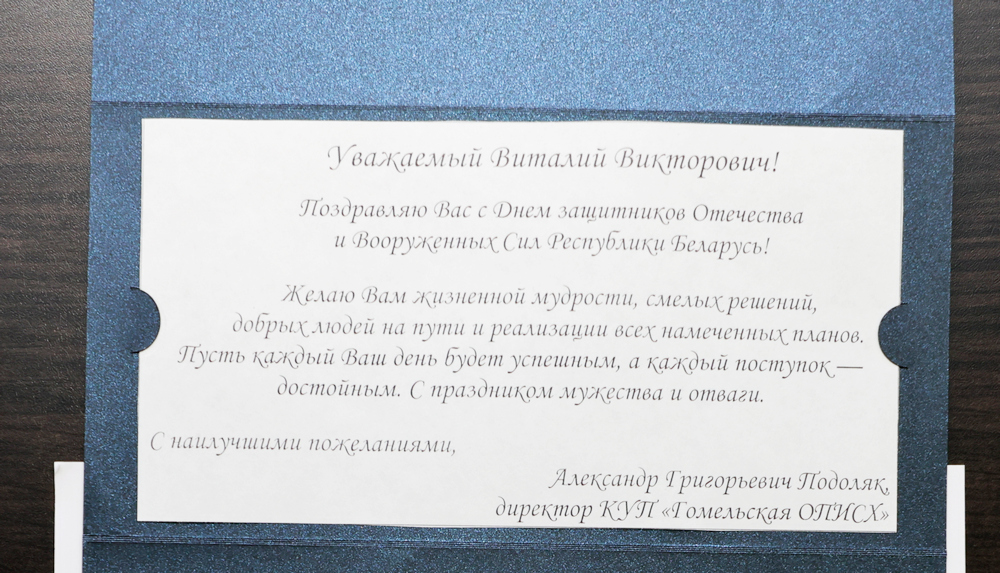 Уважаемый Виталий Викторович!
Поздравляю Вас с Днем защитников Отечества
и Вооруженных Сил Республики Беларусь!
Желаю Вам жизненной мудрости, смелых решений,
добрых людей на пути и реализации всех намеченных планов.
Пусть каждый Ваш день будет успешным, а каждый поступок —
достойным. С праздником мужества и отваги.
С наилучшими пожеланиями,
Александр Григорьевич Подоляк,
директор КУП «Гомельская ОПИСХ»